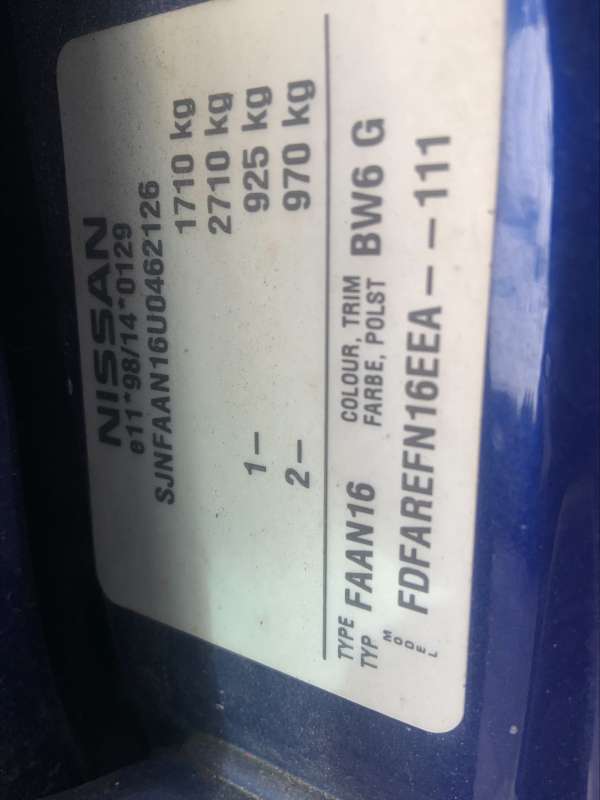 NISSAN
e11*98/14*0129
SJNFAAN16U0462126
1710 kg
2710 kg
1– 925 kg
2– 970 kg
TYPE
TYP FAAN16
COLOUR, TRIM
FARBE, POLST BW6 G
MODEL FDFAREFN16EEA–––111